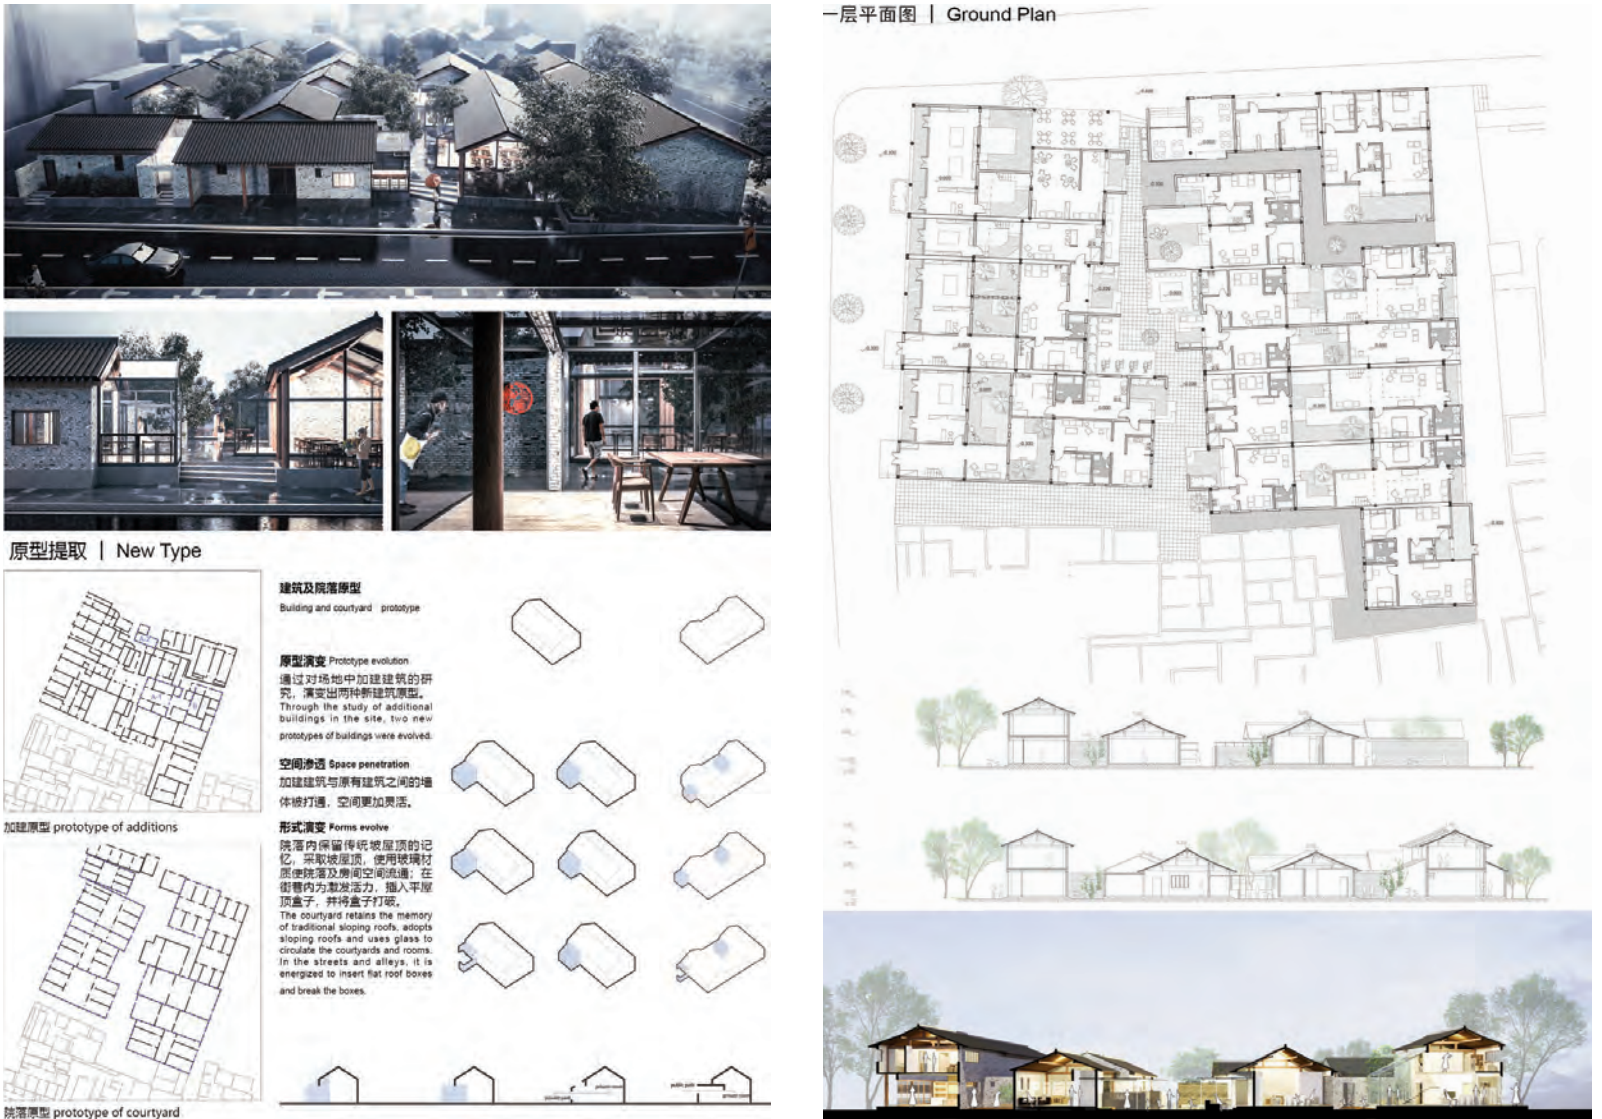 原型提取 | New Type
建筑及院落原型
Building and courtyard prototype
原型演变 Prototype evolution
通过对场地中加建建筑的研
究，演变出两种新建筑原型。
Through the study of additional
buildings in the site, two new
prototypes of buildings were evolved.
空间渗透 Space penetration
加建建筑与原有建筑之间的墙
体被打通，空间更加灵活。
形式演变 Forms evolve
院落内保留传统坡屋顶的记
忆，采取坡屋顶，使用玻璃材
质使院落及房间空间流通；在
街巷内为激发活力，插入平屋
顶盒子，并将盒子打破。
The courtyard retains the memory
of traditional sloping roofs, adopts
sloping roofs and uses glass to
circulate the courtyards and rooms.
In the streets and alleys, it is
energized to insert flat roof boxes
and break the boxes.
加建原型 prototype of additions
院落原型 prototype of courtyard
一层平面图 | Ground Plan